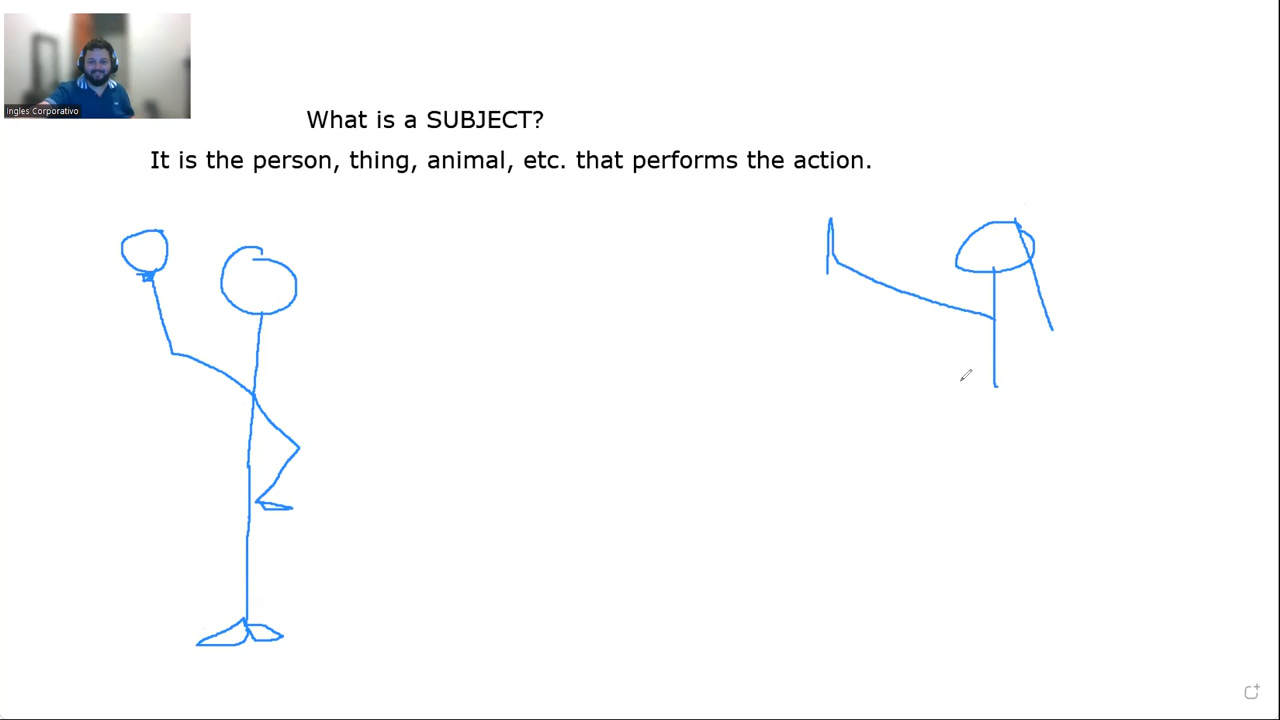 Ingles Corporativo
What is a SUBJECT?
It is the person, thing, animal, etc. that performs the action.